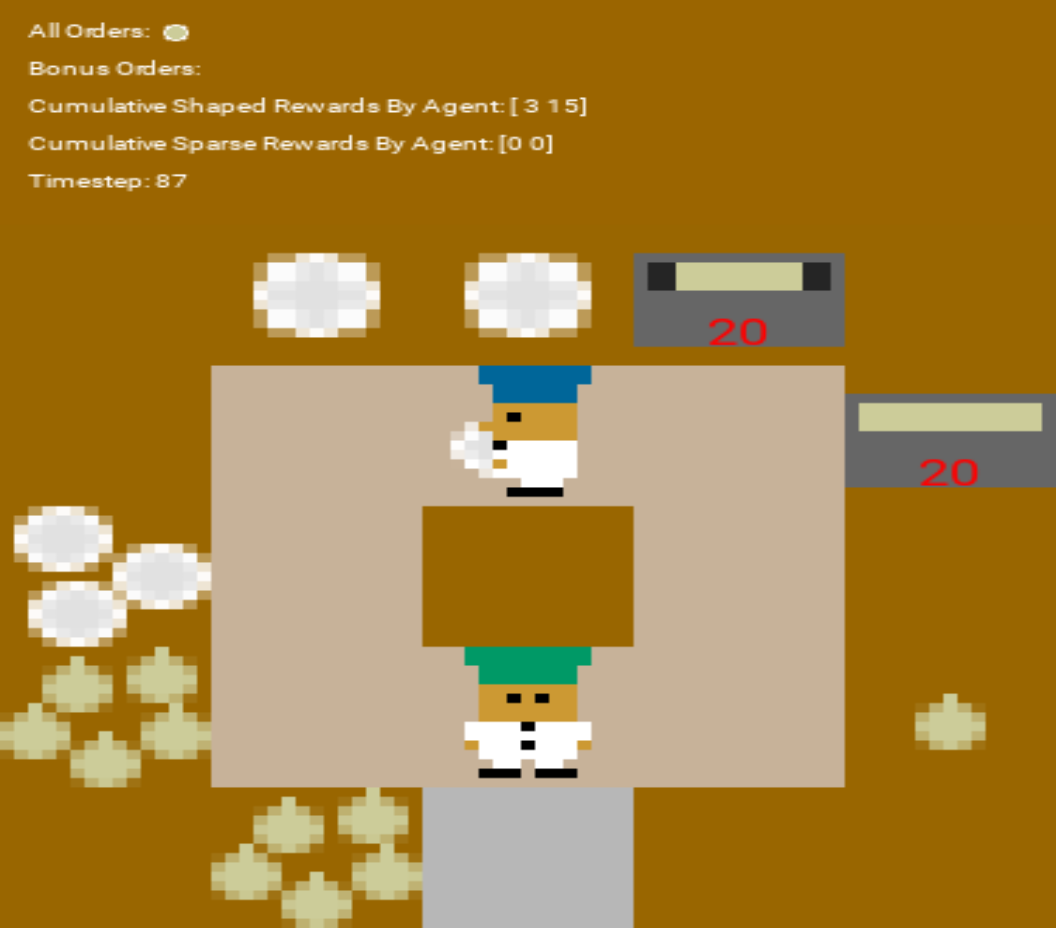 All Orders:
Bonus Orders:
Cumulative Shaped Rewards By Agent: [ 3 15]
Cumulative Sparse Rewards By Agent: [0 0]
Timestep: 87
20
20